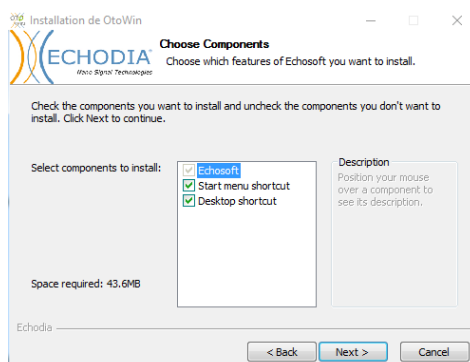 Installation de OtoWin
ECHODIA
Nano Signal Technologies
Choose Components
Choose which features of Echosoft you want to install.
Check the components you want to install and uncheck the components you don't want to
install. Click Next to continue.
Select components to install:
Echosoft
Start menu shortcut
Desktop shortcut
Description
Position your mouse
over a component to
see its description.
Space required: 43.6MB
Echodia
< Back
Next >
Cancel